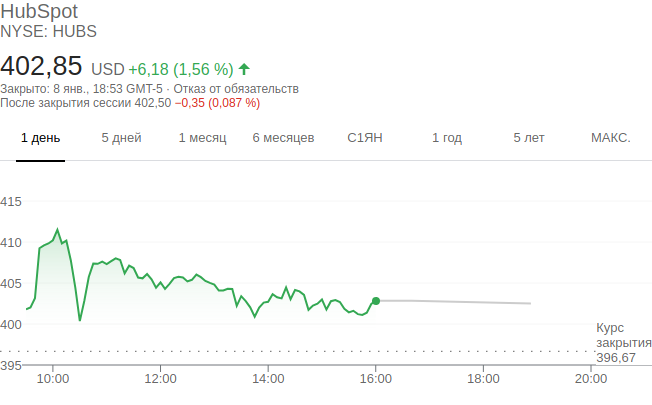 HubSpot
NYSE: HUBS
402,85 USD +6,18 (1,56 %)
Закрыто: 8 янв., 18:53 GMT-5 · Отказ от обязательств
После закрытия сессии 402,50 −0,35 (0,087 %)
1 день 5 дней 1 месяц 6 месяцев С1ЯН 1 год 5 лет МАКС.
415
410
405
400
Курс
закрытия
396,67
395
10:00 12:00 14:00 16:00 18:00 20:00